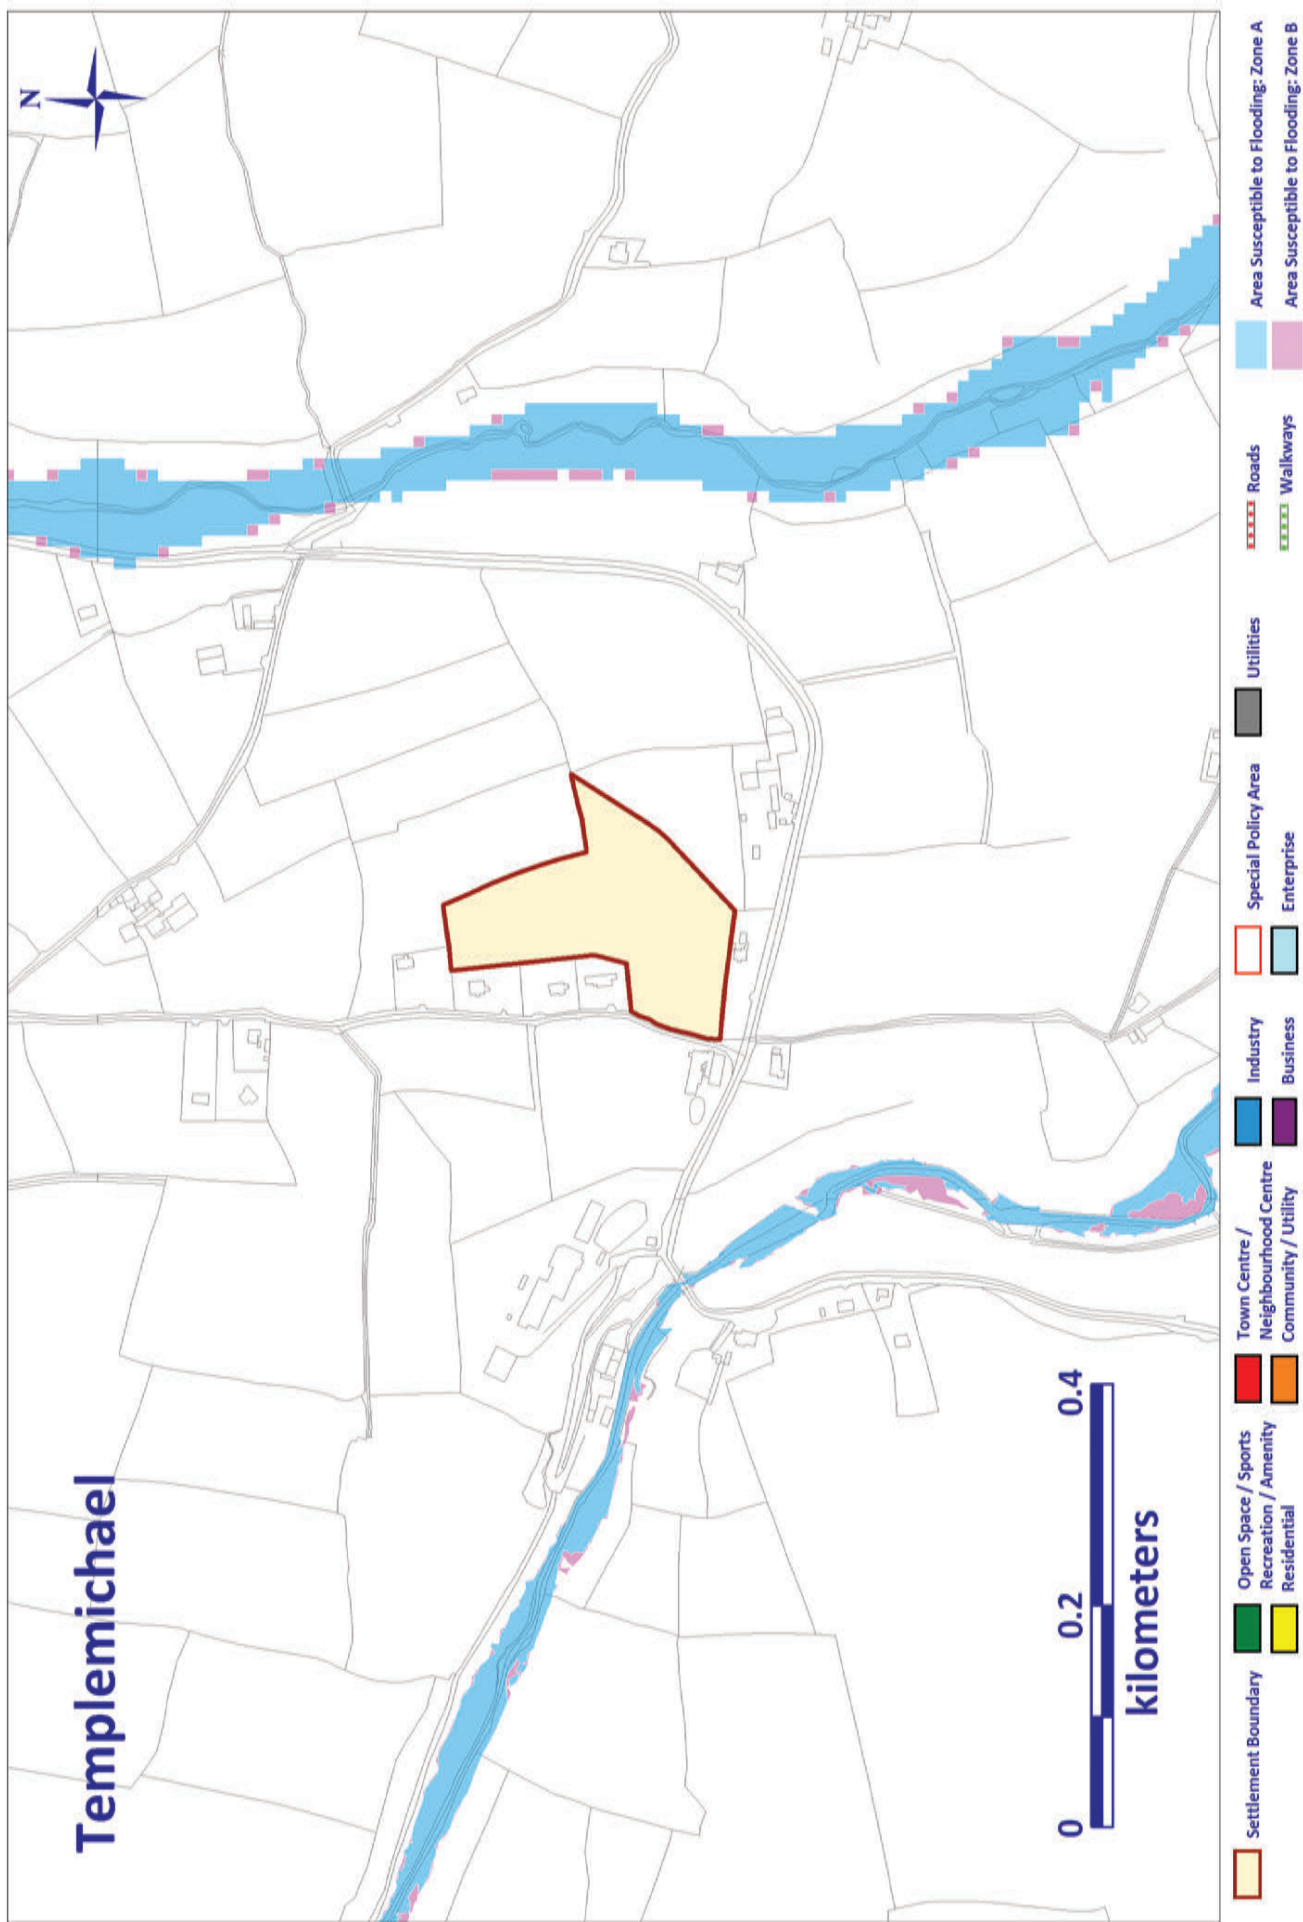 Templemichael
N
0 0.2 0.4
kilometers
Settlement Boundary
Open Space / Sports
Recreation / Amenity
Residential
Town Centre /
Neighbourhood Centre
Community / Utility
Industry
Business
Special Policy Area
Enterprise
Utilities
Roads
Walkways
Area Susceptible to Flooding: Zone A
Area Susceptible to Flooding: Zone B